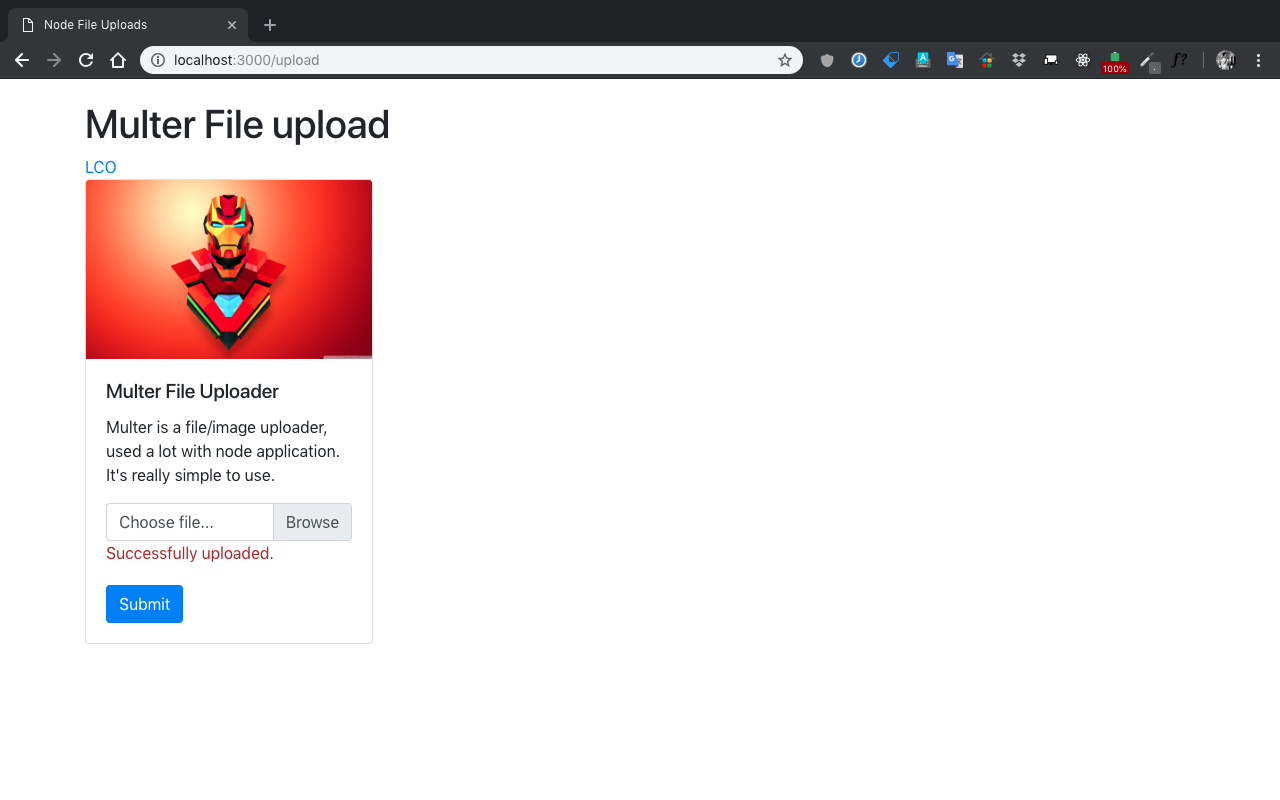 Node File Uploads
localhost:3000/upload
100%
f?
Multer File upload
LCO
Multer File Uploader
Multer is a file/image uploader,
used a lot with node application.
It's really simple to use.
Choose file... Browse
Successfully uploaded.
Submit